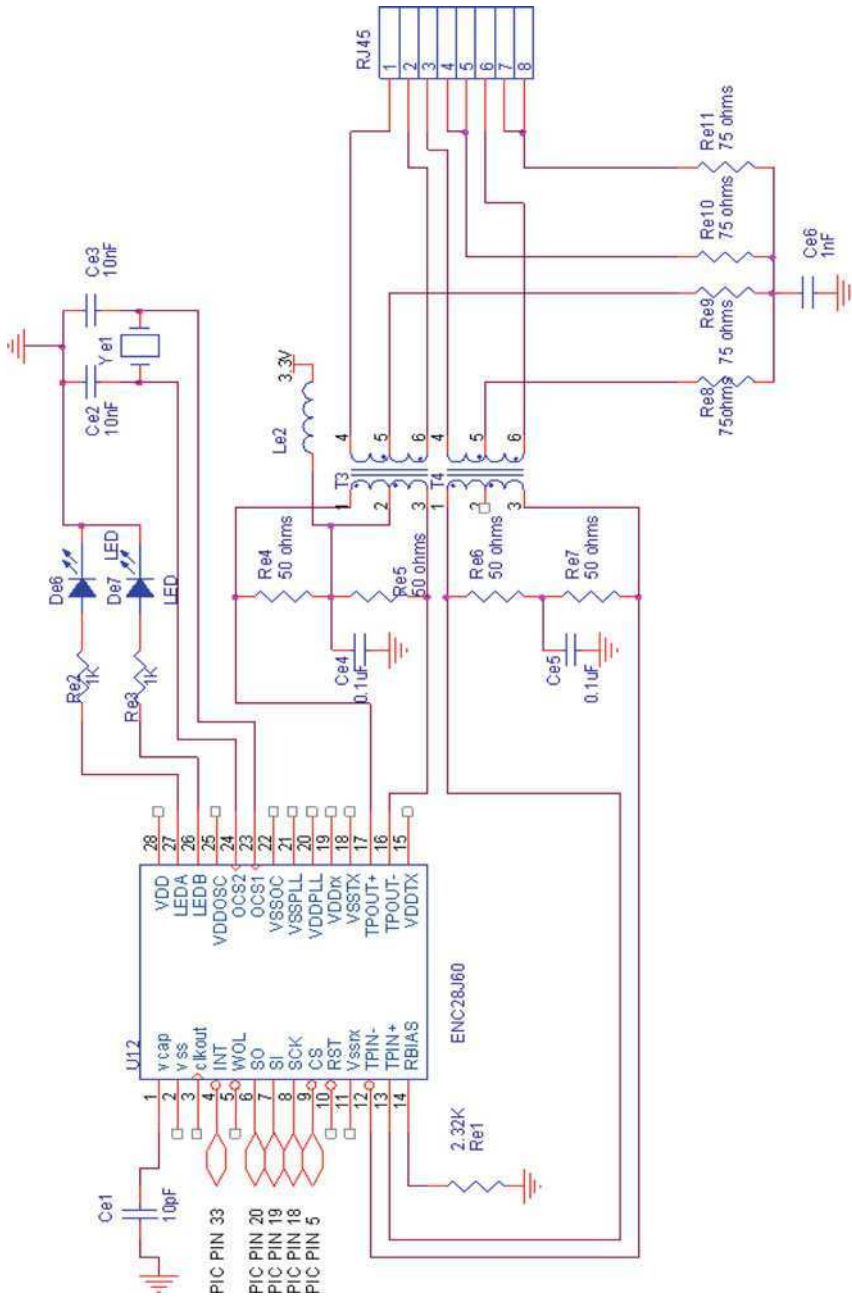 RJ45
1
2
3
4
5
6
7
8
Ce3
10nF
Ye1
Ce2
10nF
De6
LED
De7
LED
Re2
1K
Re3
1K
3.3V
Le2
T3
1
2
3
4
5
6
T4
1
2
3
4
5
6
Re4
50 ohms
Re5
50 ohms
Re6
50 ohms
Re7
50 ohms
Ce4
0.1uF
Ce5
0.1uF
Re11
75 ohms
Re10
75 ohms
Re9
75 ohms
Re8
75ohms
Ce6
1nF
U12
ENC28J60
1 vcap
2 vss
3 clkout
4 INT
5 WOL
6 SO
7 SI
8 SCK
9 CS
10 RST
11 Vssrx
12 TPIN-
13 TPIN+
14 RBIAS
28 VDD
27 LEDA
26 LEDB
25 VDDOSC
24 OCS2
23 OCS1
22 VSSOC
21 VSSPLL
20 VDDPLL
19 VDDrx
18 VSSTX
17 TPOUT+
16 TPOUT-
15 VDDTX
Ce1
10pF
2.32K
Re1
PIC PIN 33
PIC PIN 20
PIC PIN 19
PIC PIN 18
PIC PIN 5